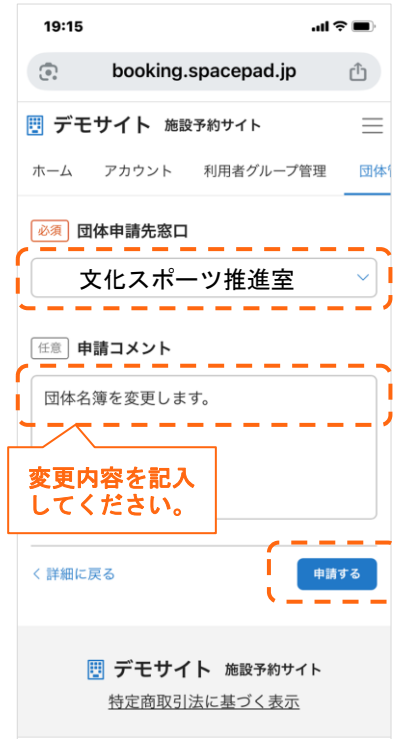 19:15
booking.spacepad.jp
デモサイト 施設予約サイト
ホーム アカウント 利用者グループ管理 団体
必須 団体申請先窓口
文化スポーツ推進室
任意 申請コメント
団体名簿を変更します。
変更内容を記入
してください。
詳細に戻る
申請する
デモサイト 施設予約サイト
特定商取引法に基づく表示